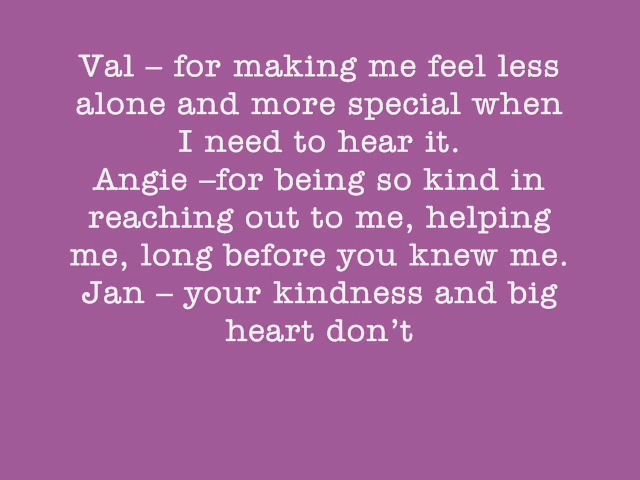 Val – for making me feel less
alone and more special when
I need to hear it.
Angie –for being so kind in
reaching out to me, helping
me, long before you knew me.
Jan – your kindness and big
heart don’t